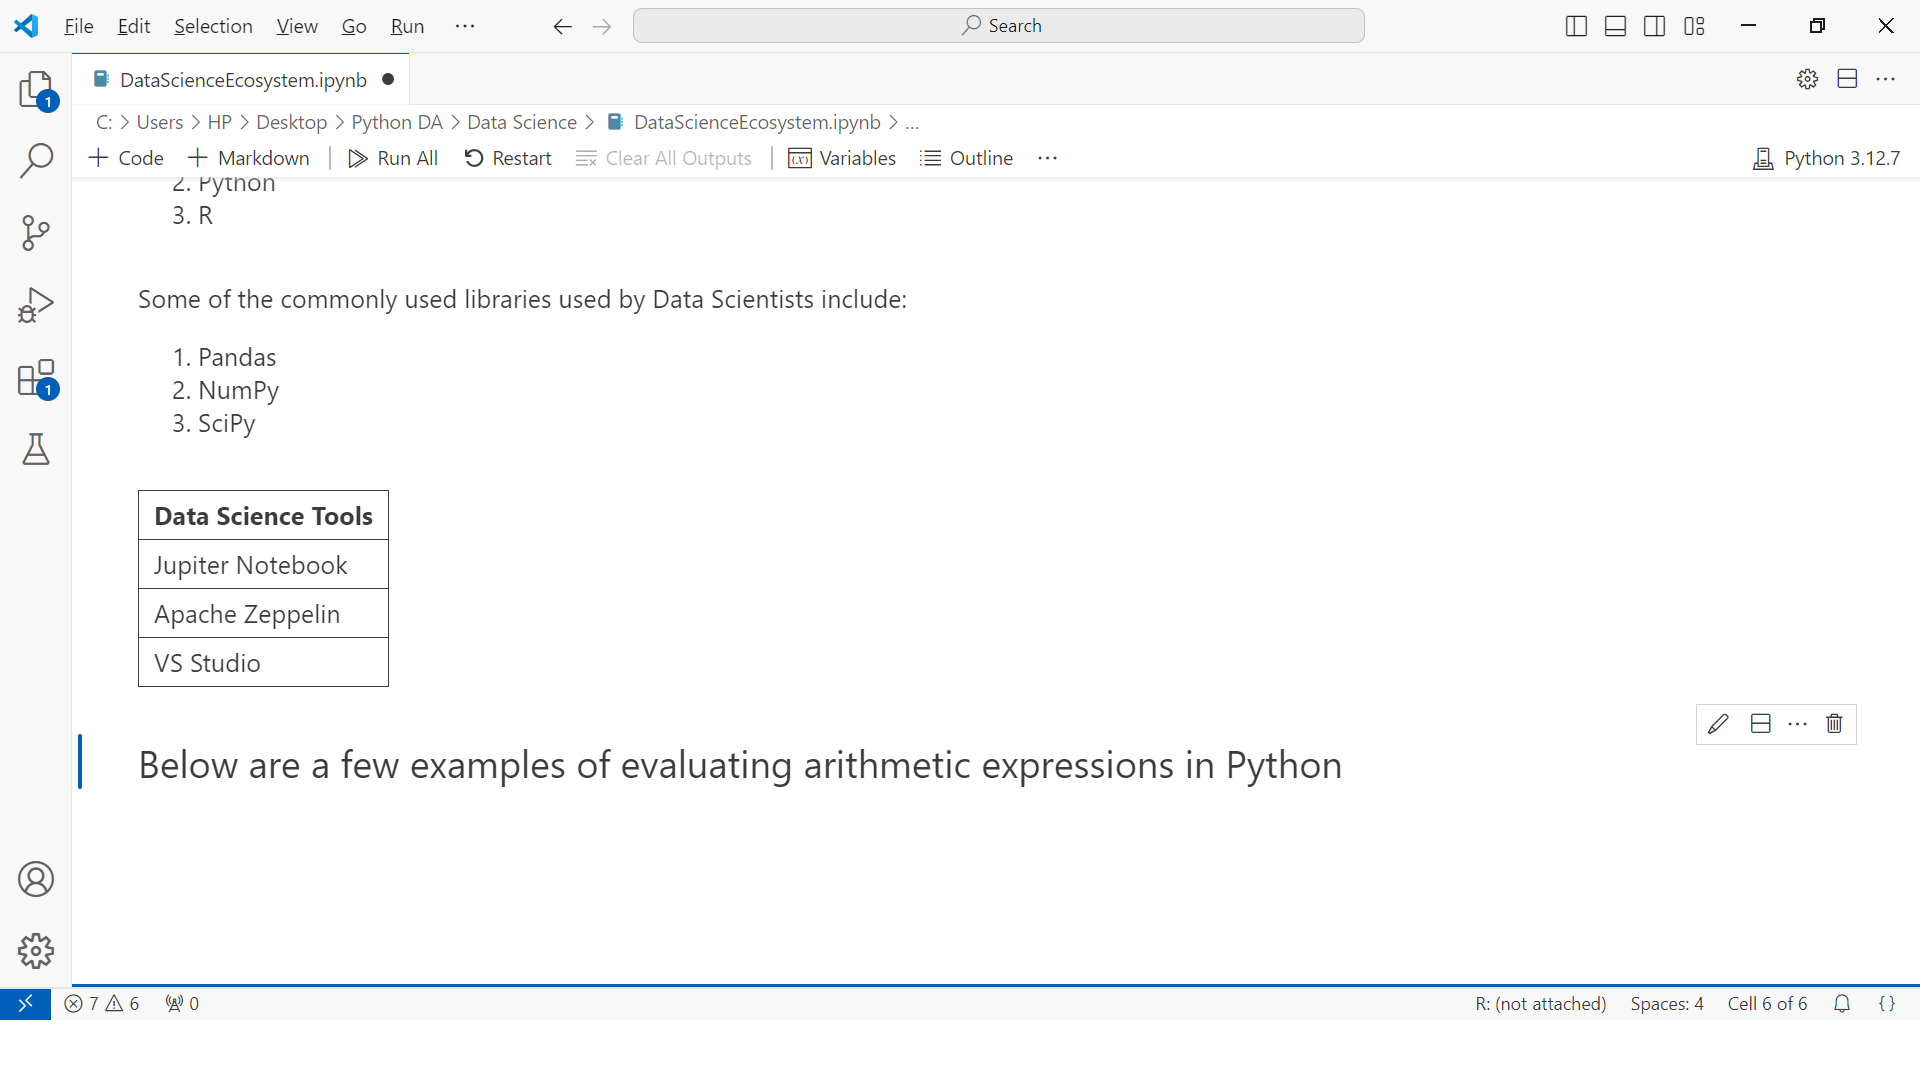 File Edit Selection View Go Run ··· Search
DataScienceEcosystem.ipynb
1
C: > Users > HP > Desktop > Python DA > Data Science > DataScienceEcosystem.ipynb > ...
+ Code + Markdown Run All Restart Clear All Outputs (x) Variables Outline ··· Python 3.12.7
2. Python
3. R
Some of the commonly used libraries used by Data Scientists include:
1. Pandas
1
2. NumPy
3. SciPy
Data Science Tools
Jupiter Notebook
Apache Zeppelin
VS Studio
Below are a few examples of evaluating arithmetic expressions in Python
7 6 0 R: (not attached) Spaces: 4 Cell 6 of 6 {}